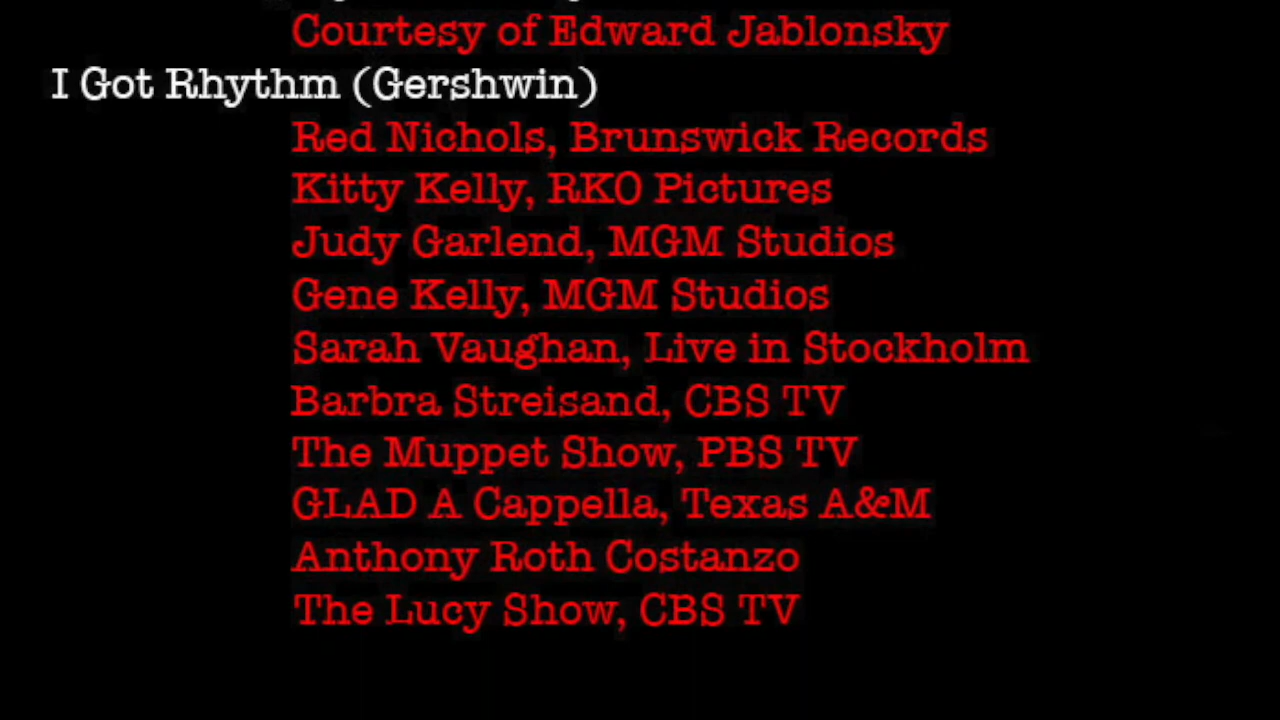 Courtesy of Edward Jablonsky
I Got Rhythm (Gershwin)
Red Nichols, Brunswick Records
Kitty Kelly, RKO Pictures
Judy Garlend, MGM Studios
Gene Kelly, MGM Studios
Sarah Vaughan, Live in Stockholm
Barbra Streisand, CBS TV
The Muppet Show, PBS TV
GLAD A Cappella, Texas A&M
Anthony Roth Costanzo
The Lucy Show, CBS TV